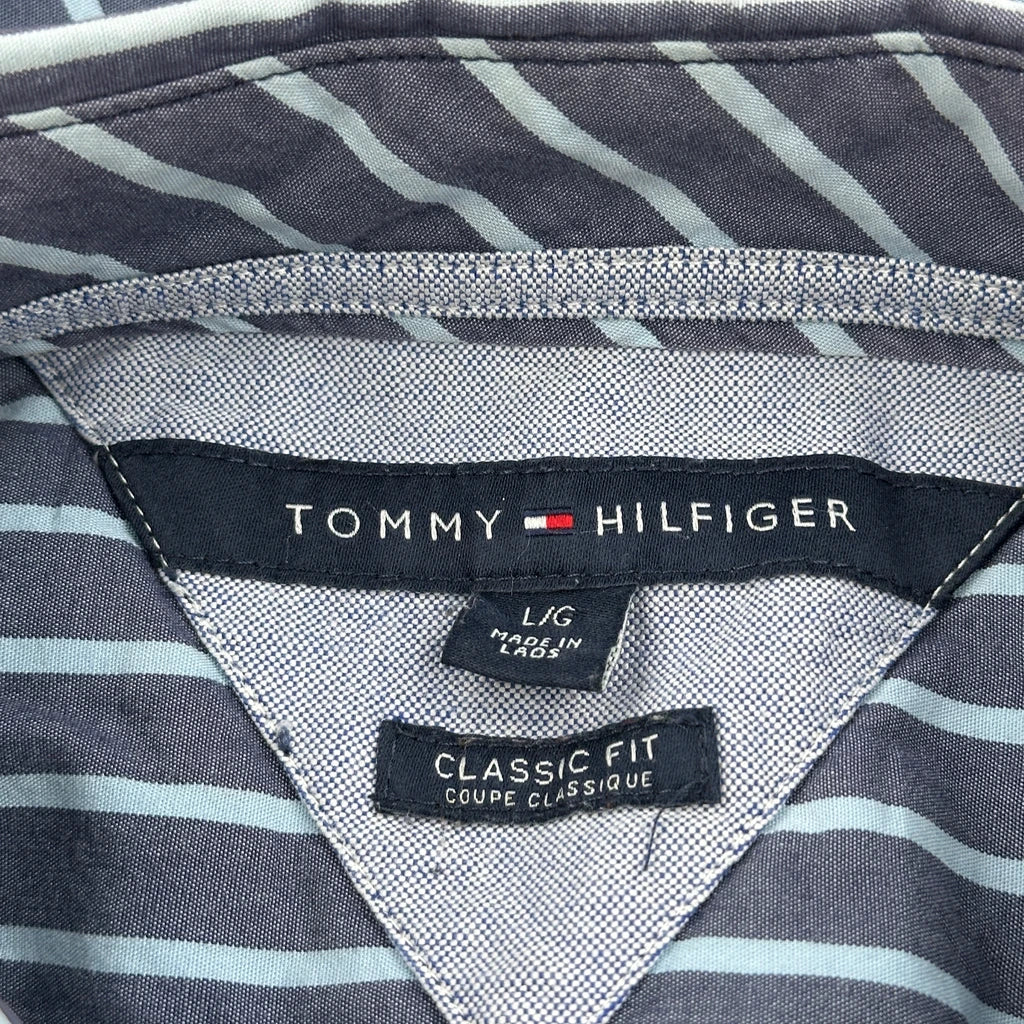 TOMMY HILFIGER
L/G
MADE IN
LAOS
CLASSIC FIT
COUPE CLASSIQUE